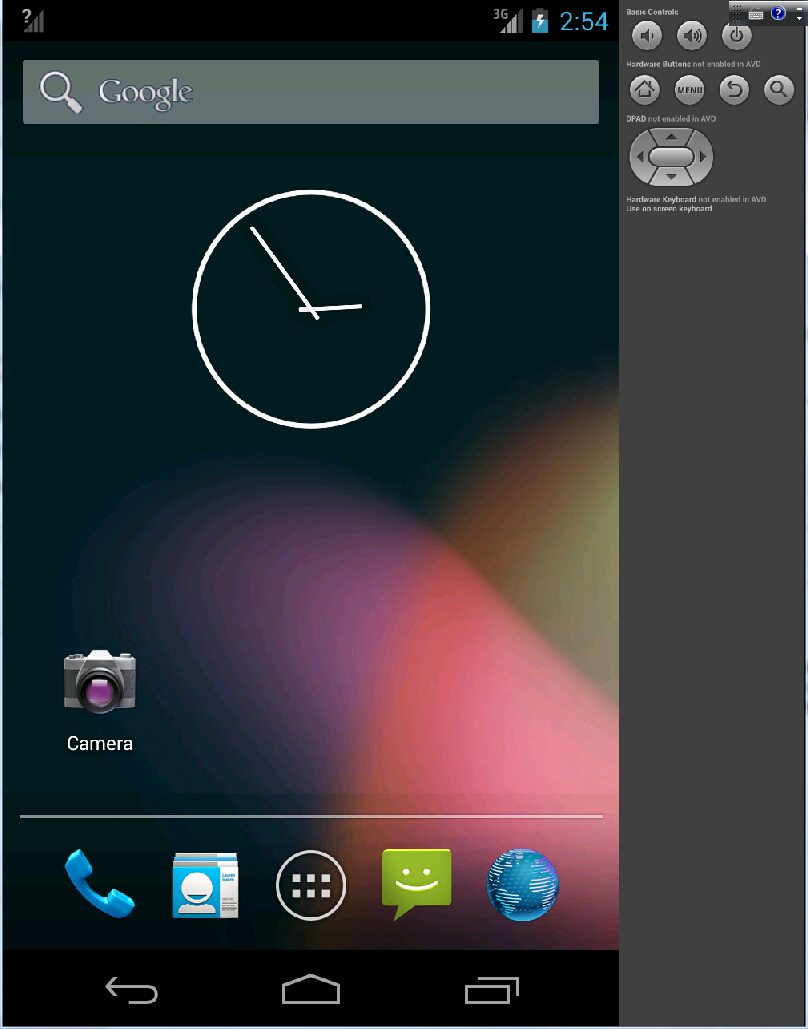 ?
3G
2:54
Google
Camera
Basic Controls
Hardware Buttons not enabled in AVD
MENU
DPAD not enabled in AVD
Hardware Keyboard not enabled in AVD
Use on screen keyboard
?